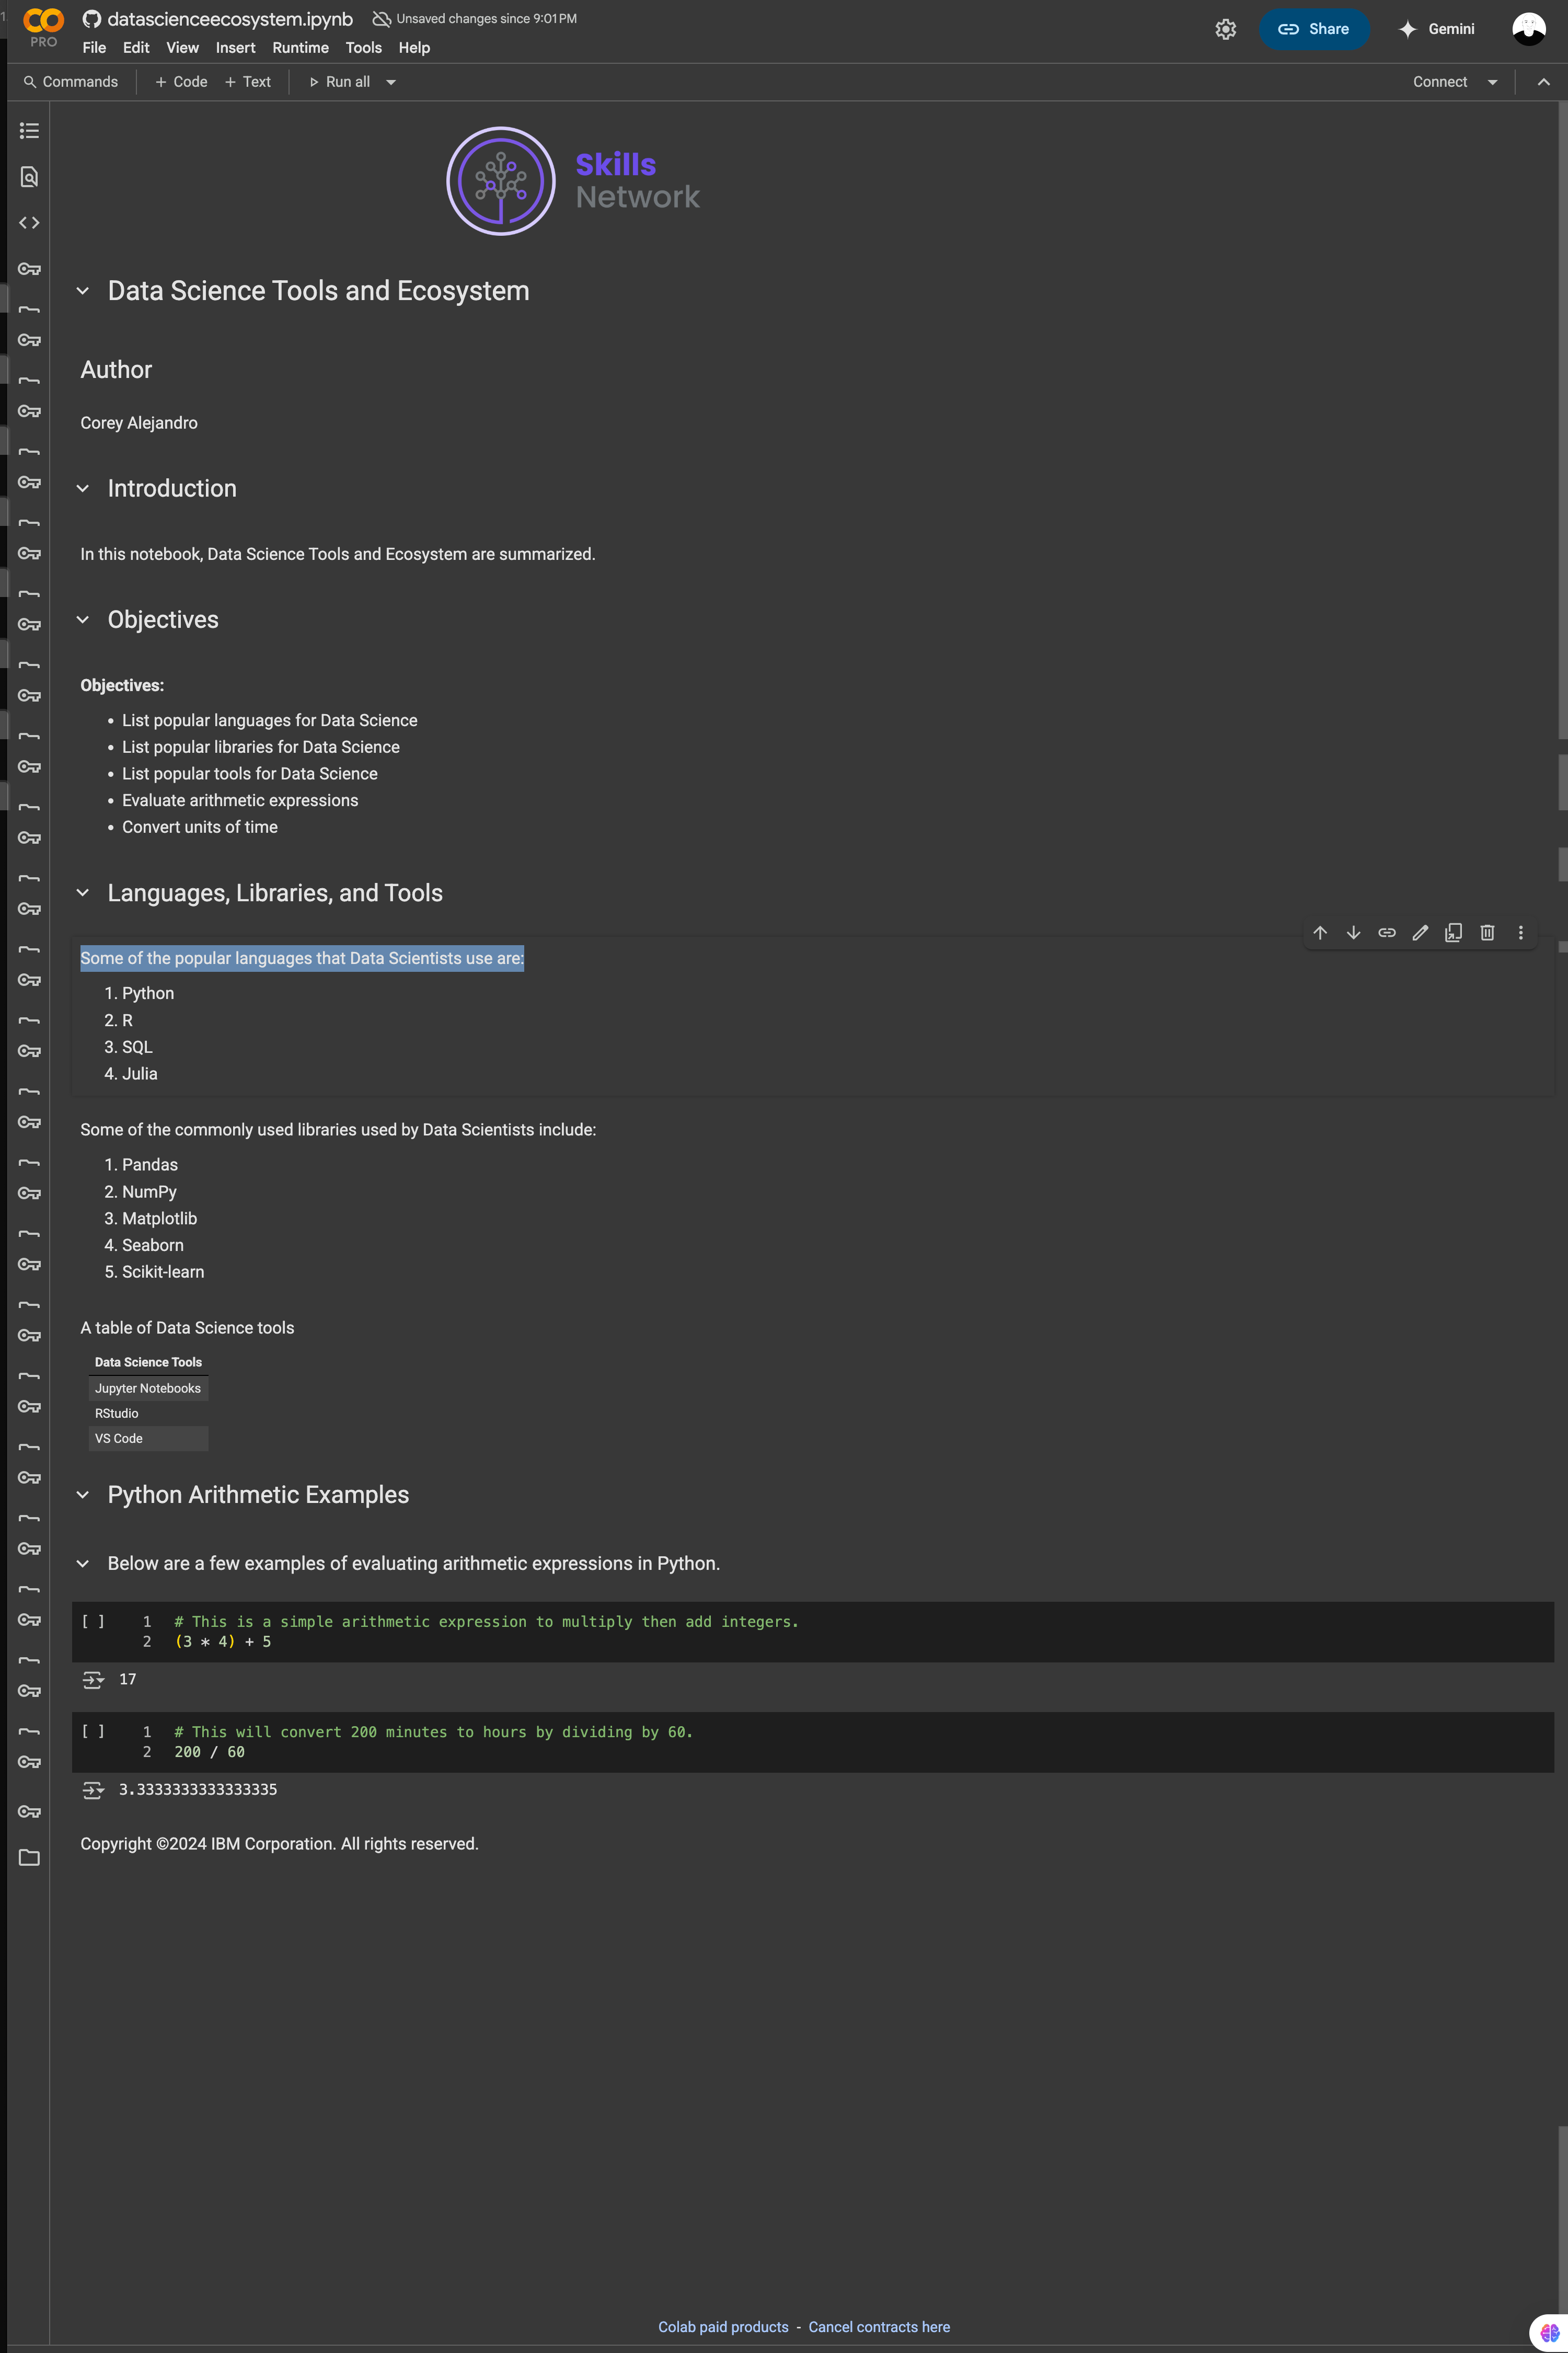 datascienceecosystem.ipynb Unsaved changes since 9:01 PM
PRO
File Edit View Insert Runtime Tools Help
Share
Gemini
Commands + Code + Text Run all
Connect
Skills
Network
Data Science Tools and Ecosystem
Author
Corey Alejandro
Introduction
In this notebook, Data Science Tools and Ecosystem are summarized.
Objectives
Objectives:
• List popular languages for Data Science
• List popular libraries for Data Science
• List popular tools for Data Science
• Evaluate arithmetic expressions
• Convert units of time
Languages, Libraries, and Tools
Some of the popular languages that Data Scientists use are:
1. Python
2. R
3. SQL
4. Julia
Some of the commonly used libraries used by Data Scientists include:
1. Pandas
2. NumPy
3. Matplotlib
4. Seaborn
5. Scikit-learn
A table of Data Science tools
Data Science Tools
Jupyter Notebooks
RStudio
VS Code
Python Arithmetic Examples
Below are a few examples of evaluating arithmetic expressions in Python.
[ ] 1 # This is a simple arithmetic expression to multiply then add integers.
2 (3 * 4) + 5
17
[ ] 1 # This will convert 200 minutes to hours by dividing by 60.
2 200 / 60
3.3333333333333335
Copyright ©2024 IBM Corporation. All rights reserved.
Colab paid products - Cancel contracts here